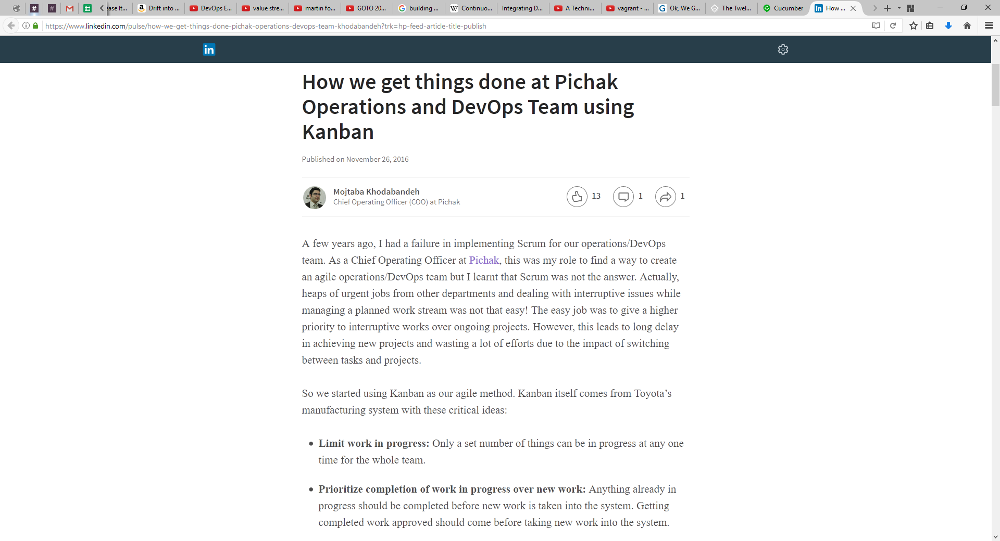 ease It...
Drift into ...
DevOps E...
value stre...
martin fo...
GOTO 20...
building ...
Continuo...
Integrating D...
A Techni...
vagrant - ...
Ok, We G...
The Twel...
Cucumber
How ...
https://www.linkedin.com/pulse/how-we-get-things-done-pichak-operations-devops-team-khodabandeh?trk=hp-feed-article-title-publish
in
How we get things done at Pichak
Operations and DevOps Team using
Kanban
Published on November 26, 2016
Mojtaba Khodabandeh
Chief Operating Officer (COO) at Pichak
13
1
1
A few years ago, I had a failure in implementing Scrum for our operations/DevOps
team. As a Chief Operating Officer at Pichak, this was my role to find a way to create
an agile operations/DevOps team but I learnt that Scrum was not the answer. Actually,
heaps of urgent jobs from other departments and dealing with interruptive issues while
managing a planned work stream was not that easy! The easy job was to give a higher
priority to interruptive works over ongoing projects. However, this leads to long delay
in achieving new projects and wasting a lot of efforts due to the impact of switching
between tasks and projects.
So we started using Kanban as our agile method. Kanban itself comes from Toyota’s
manufacturing system with these critical ideas:
• Limit work in progress: Only a set number of things can be in progress at any one
time for the whole team.
• Prioritize completion of work in progress over new work: Anything already in
progress should be completed before new work is taken into the system. Getting
completed work approved should come before taking new work into the system.